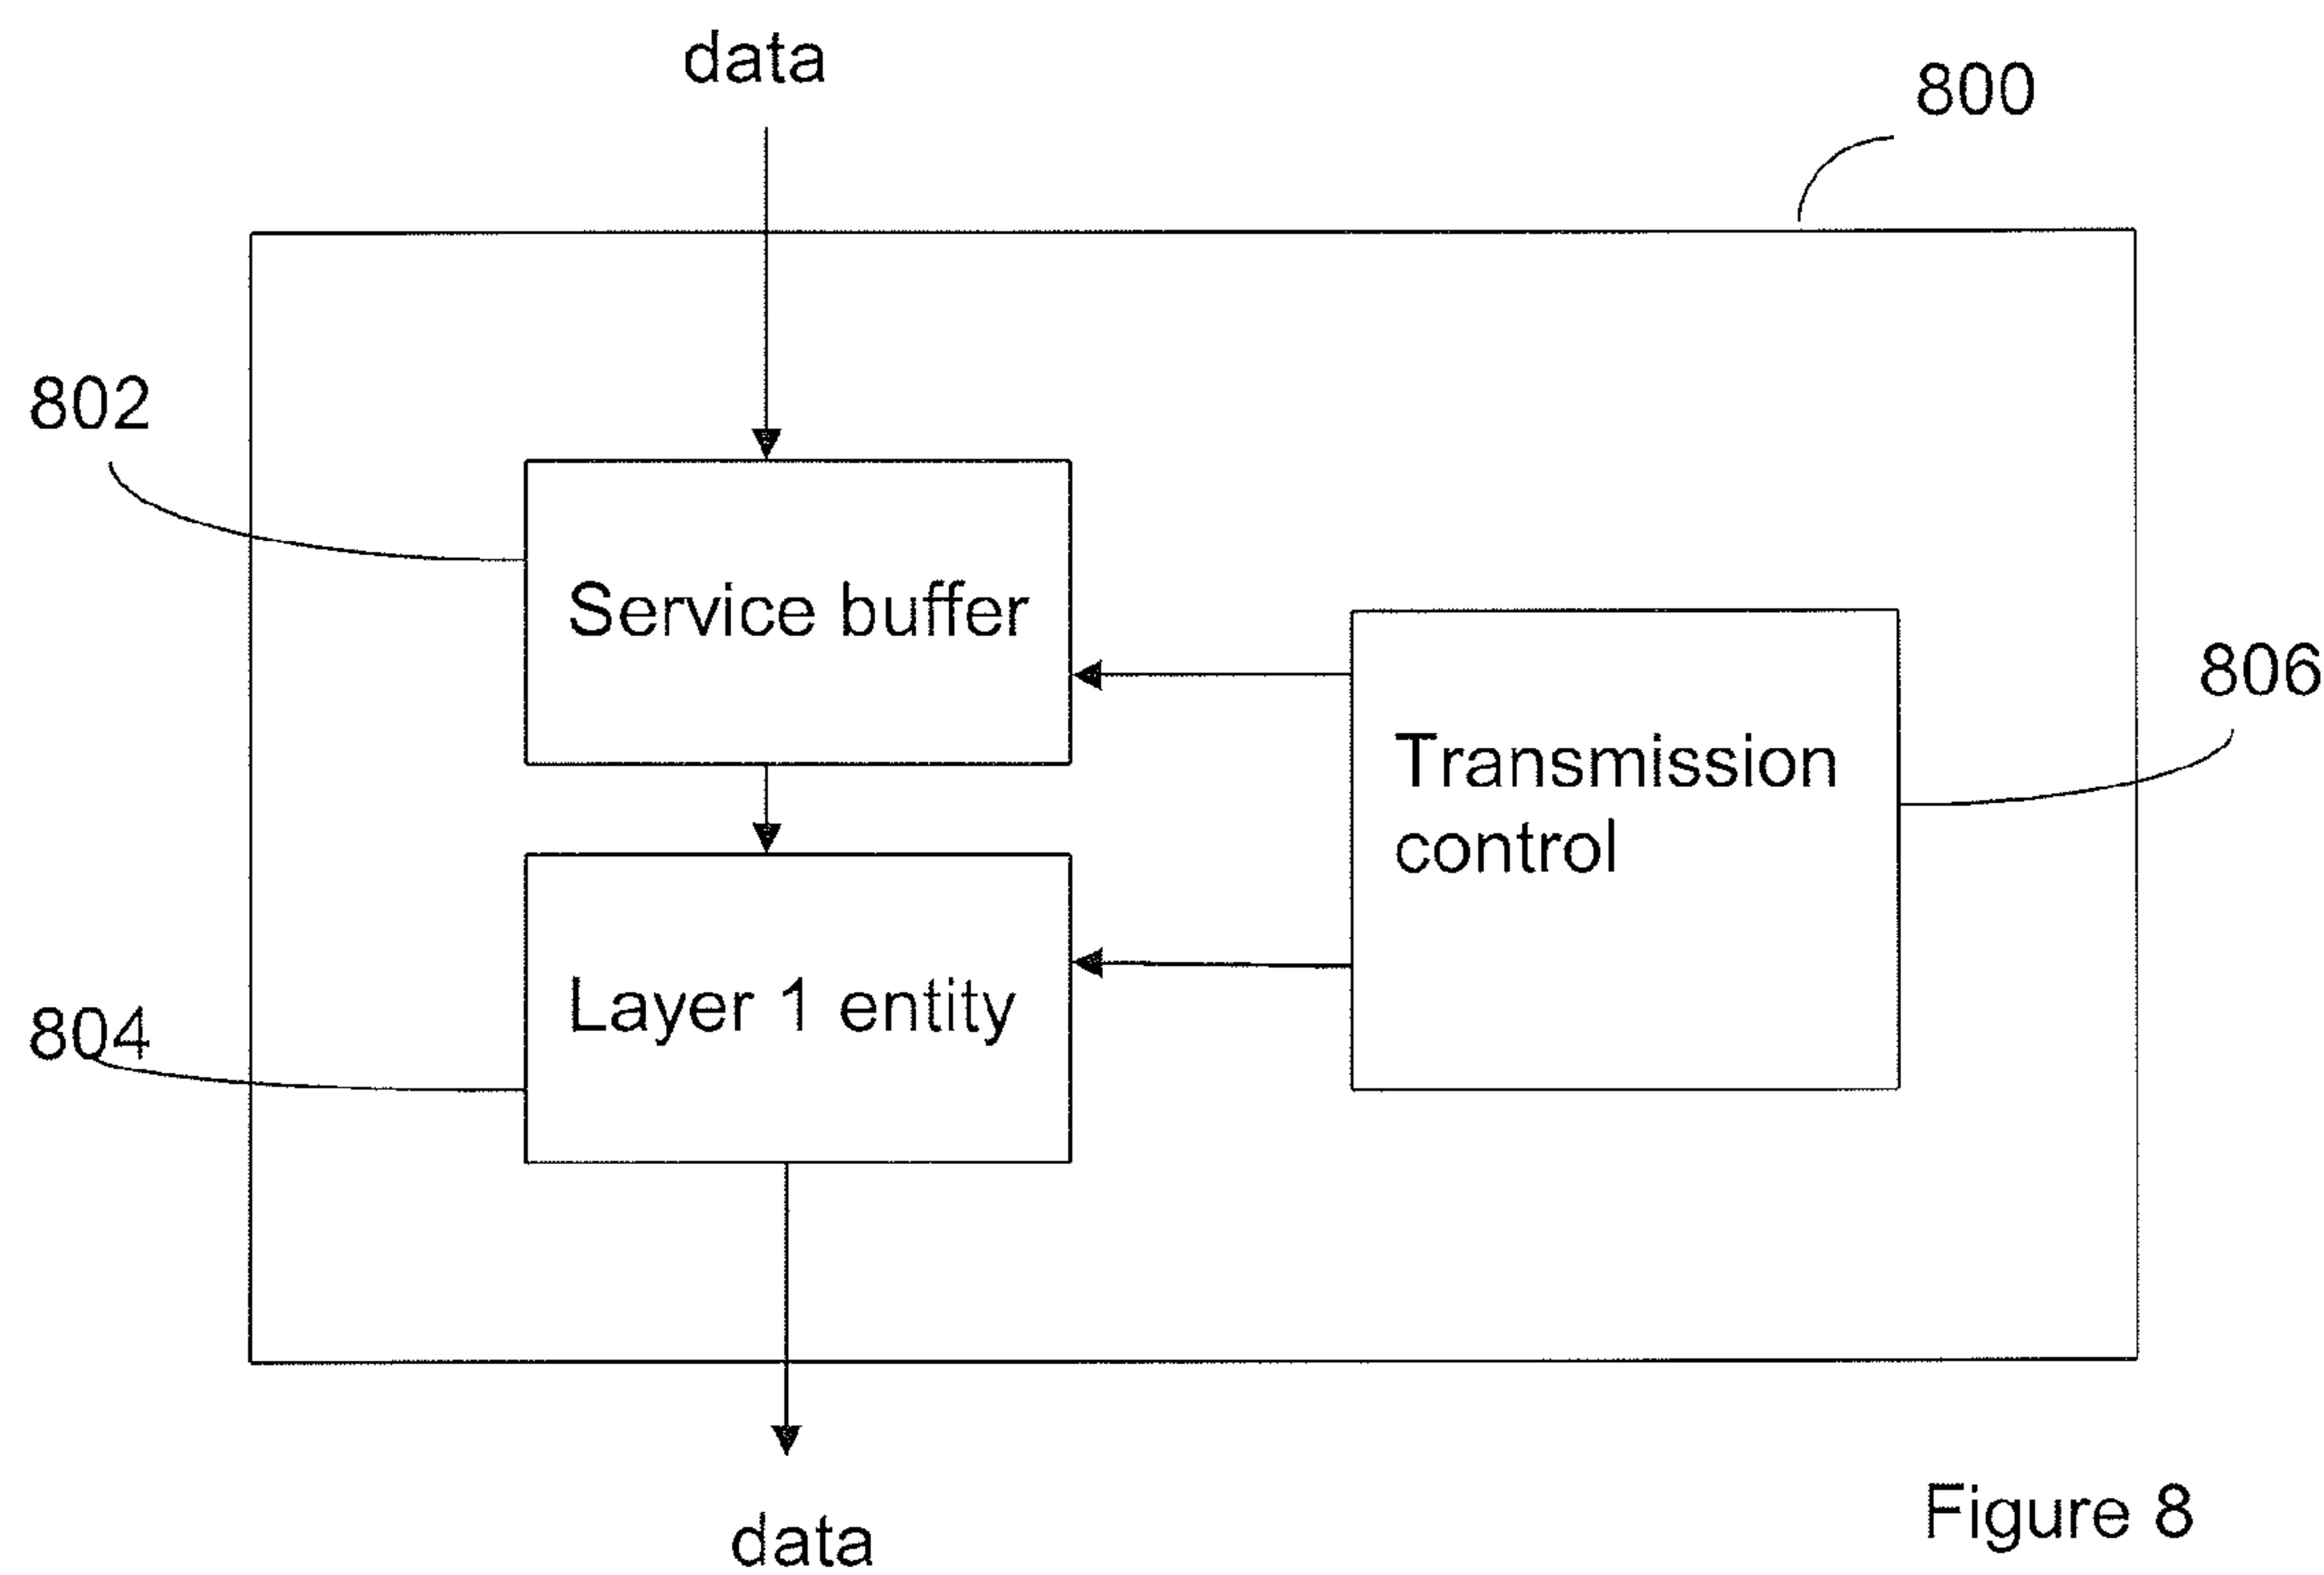 data
800
802
Service buffer
806
Transmission
control
Layer 1 entity
804
data
Figure 8